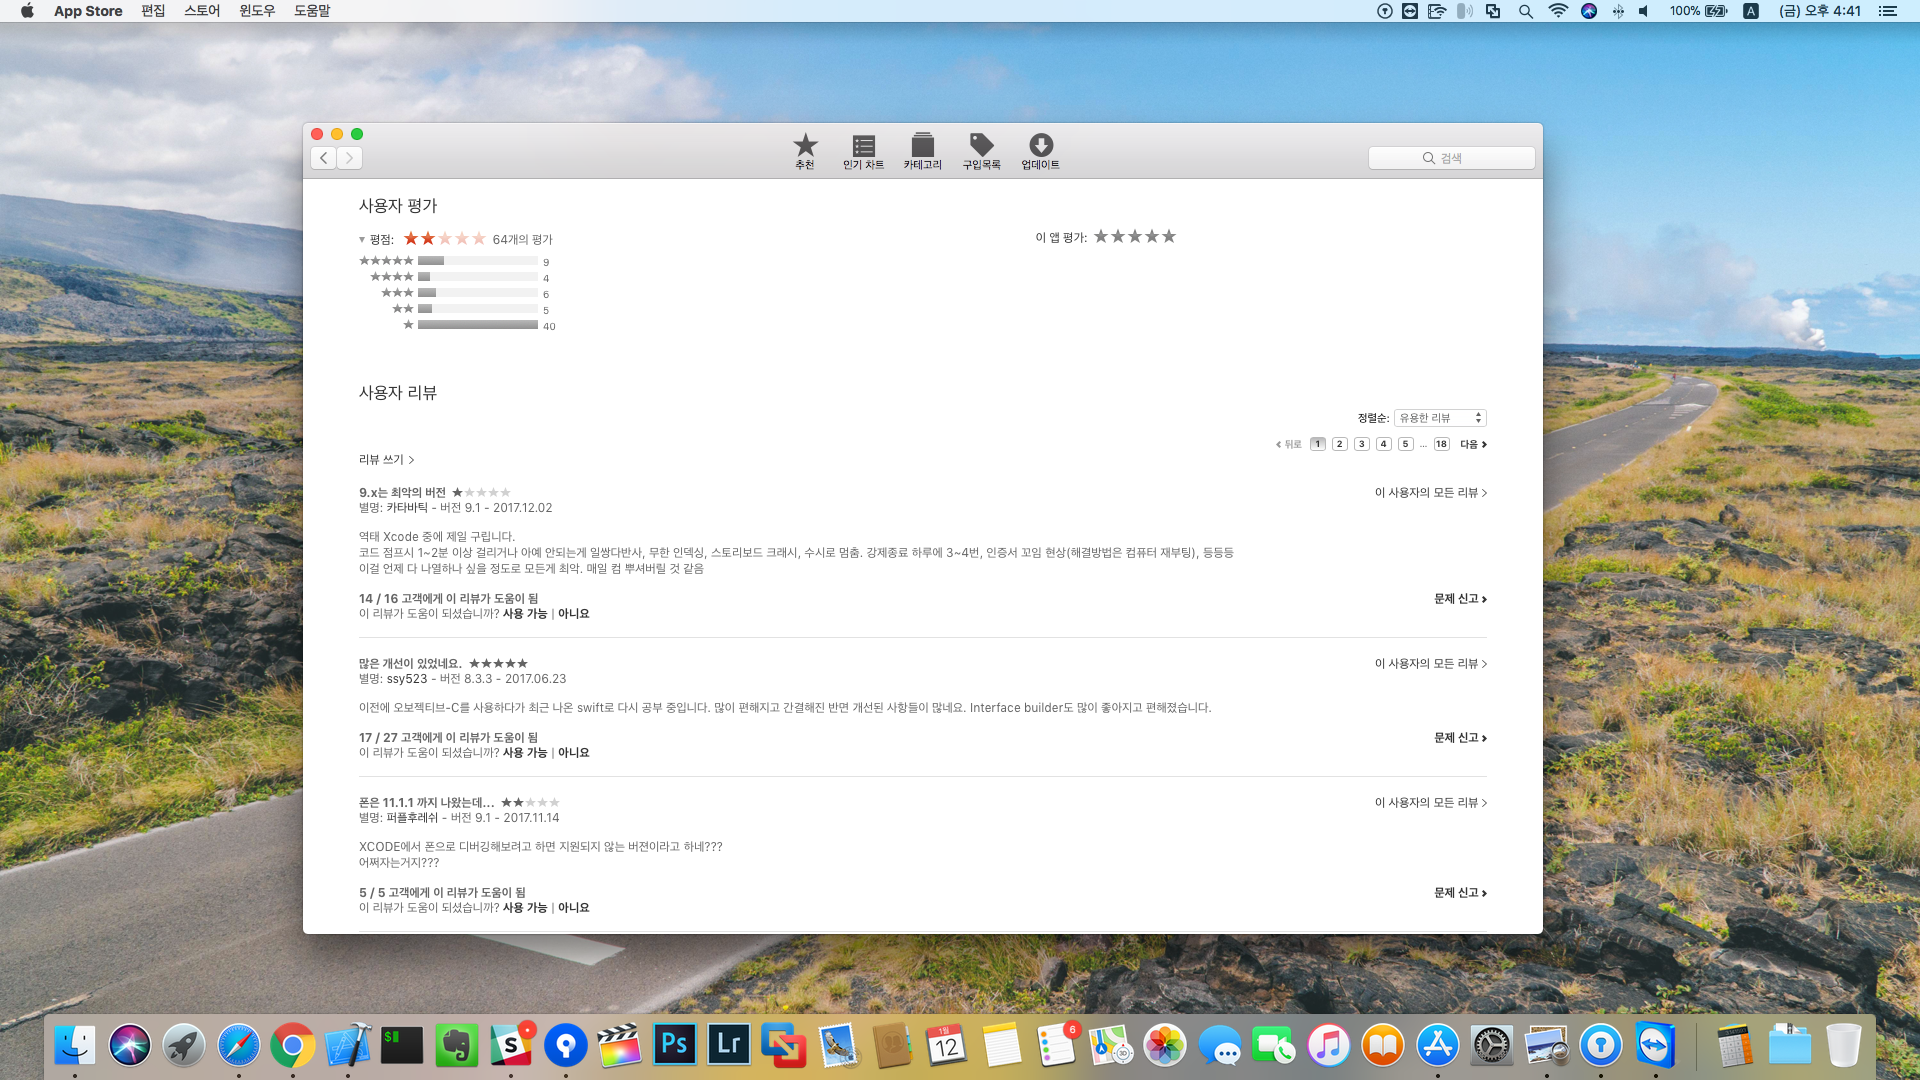 App Store 편집 스토어 윈도우 도움말 100% A (금) 오후 4:41
추천 인기 차트 카테고리 구입목록 업데이트
검색
사용자 평가
평점: 64개의 평가
이 앱 평가:
9
4
6
5
40
사용자 리뷰
정렬순: 유용한 리뷰
뒤로 1 2 3 4 5 ... 18 다음
리뷰 쓰기
9.x는 최악의 버전
이 사용자의 모든 리뷰
별명: 카타바틱 - 버전 9.1 - 2017.12.02
역태 Xcode 중에 제일 구립니다.
코드 점프시 1~2분 이상 걸리거나 아예 안되는게 일쌍다반사, 무한 인덱싱, 스토리보드 크래시, 수시로 멈춤. 강제종료 하루에 3~4번, 인증서 꼬임 현상(해결방법은 컴퓨터 재부팅), 등등등
이걸 언제 다 나열하나 싶을 정도로 모든게 최악. 매일 컴 뿌셔버릴 것 같음
14 / 16 고객에게 이 리뷰가 도움이 됨
문제 신고
이 리뷰가 도움이 되셨습니까? 사용 가능 | 아니요
많은 개선이 있었네요.
이 사용자의 모든 리뷰
별명: ssy523 - 버전 8.3.3 - 2017.06.23
이전에 오보젝티브-C를 사용하다가 최근 나온 swift로 다시 공부 중입니다. 많이 편해지고 간결해진 반면 개선된 사항들이 많네요. Interface builder도 많이 좋아지고 편해졌습니다.
17 / 27 고객에게 이 리뷰가 도움이 됨
문제 신고
이 리뷰가 도움이 되셨습니까? 사용 가능 | 아니요
폰은 11.1.1 까지 나왔는데...
이 사용자의 모든 리뷰
별명: 퍼플후레쉬 - 버전 9.1 - 2017.11.14
XCODE에서 폰으로 디버깅해보려고 하면 지원되지 않는 버젼이라고 하네???
어쩌자는거지???
5 / 5 고객에게 이 리뷰가 도움이 됨
문제 신고
이 리뷰가 도움이 되셨습니까? 사용 가능 | 아니요
$ S Ps Lr 1월 12 6 3D